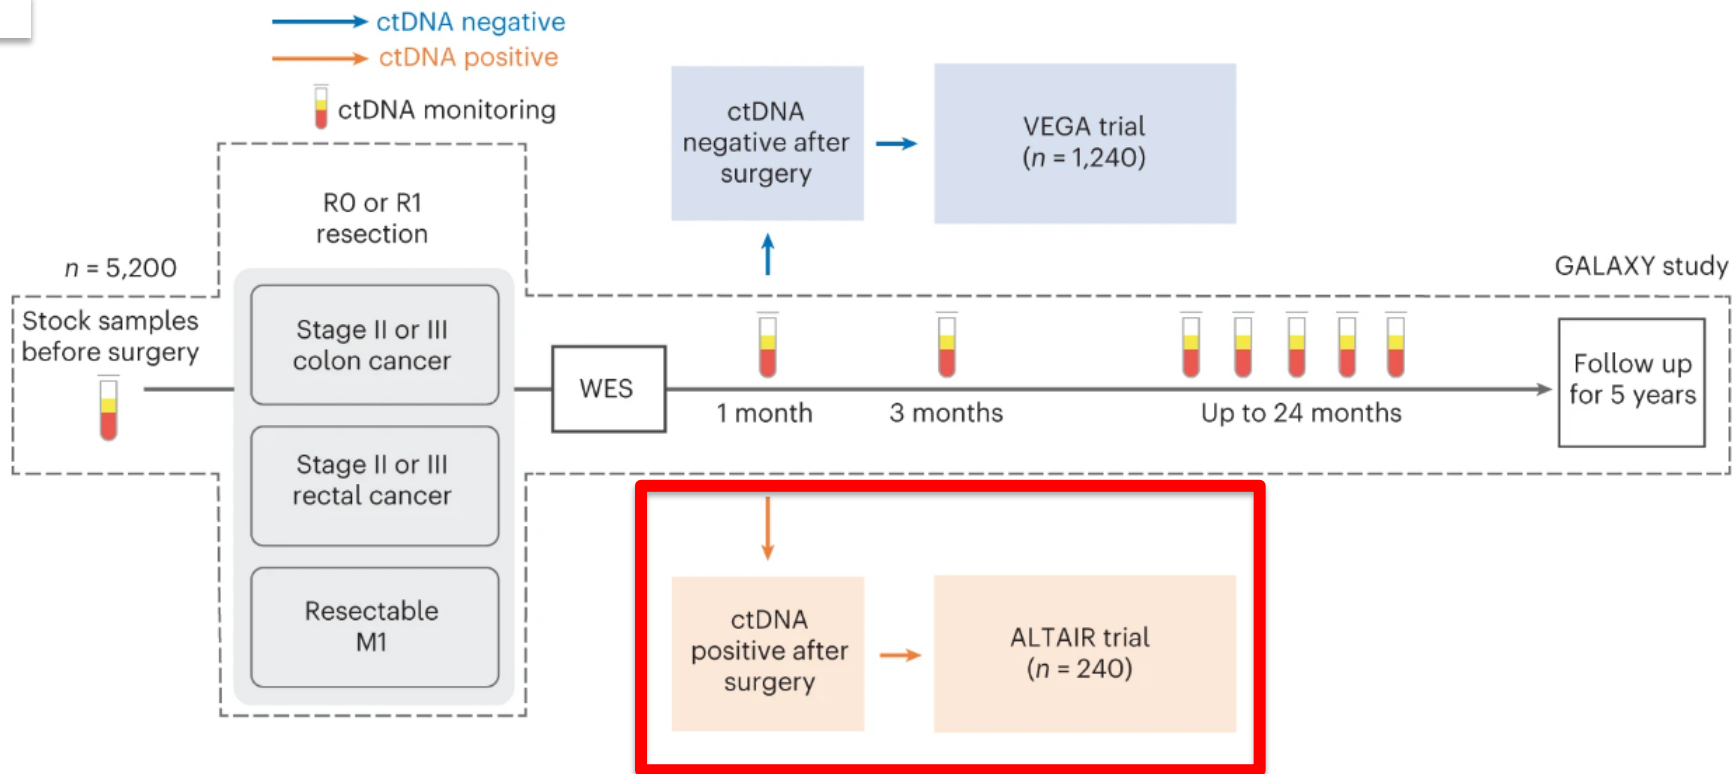 ctDNA negative
ctDNA positive
ctDNA monitoring
R0 or R1
resection
n = 5,200
Stock samples
before surgery
Stage II or III
colon cancer
Stage II or III
rectal cancer
Resectable
M1
WES
ctDNA
negative after
surgery
VEGA trial
(n = 1,240)
GALAXY study
1 month
3 months
Up to 24 months
Follow up
for 5 years
ctDNA
positive after
surgery
ALTAIR trial
(n = 240)